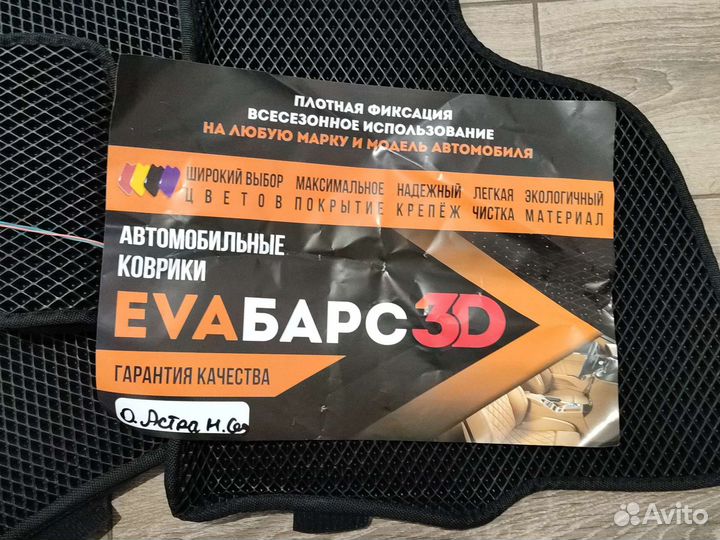 ПЛОТНАЯ ФИКСАЦИЯ
ВСЕСЕЗОННОЕ ИСПОЛЬЗОВАНИЕ
НА ЛЮБУЮ МАРКУ И МОДЕЛЬ АВТОМОБИЛЯ
ШИРОКИЙ ВЫБОР ЦВЕТОВ
МАКСИМАЛЬНОЕ ПОКРЫТИЕ
НАДЕЖНЫЙ КРЕПЁЖ
ЛЕГКАЯ ЧИСТКА
ЭКОЛОГИЧНЫЙ МАТЕРИАЛ
АВТОМОБИЛЬНЫЕ
КОВРИКИ
EVAБАРС3D
ГАРАНТИЯ КАЧЕСТВА
О. Астра Н.
Avito